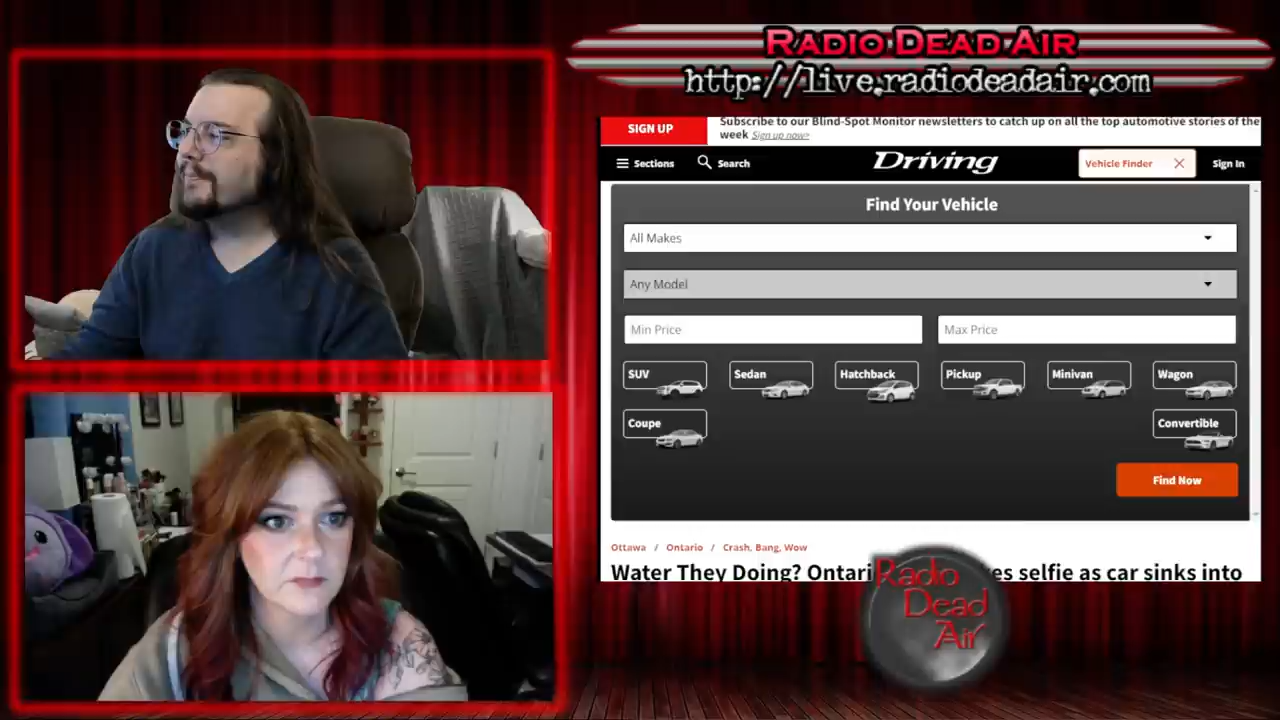 RADIO DEAD AIR
http://live.radiodeadair.com
SIGN UP
Subscribe to our Blind-Spot Monitor newsletters to catch up on all the top automotive stories of the
week Sign up now>
Sections
Search
Driving
Vehicle Finder
Sign In
Find Your Vehicle
All Makes
Any Model
Min Price
Max Price
SUV
Sedan
Hatchback
Pickup
Minivan
Wagon
Coupe
Convertible
Find Now
Ottawa / Ontario / Crash, Bang, Wow
Water They Doing? selfie as car sinks into
Radio
Dead
Air